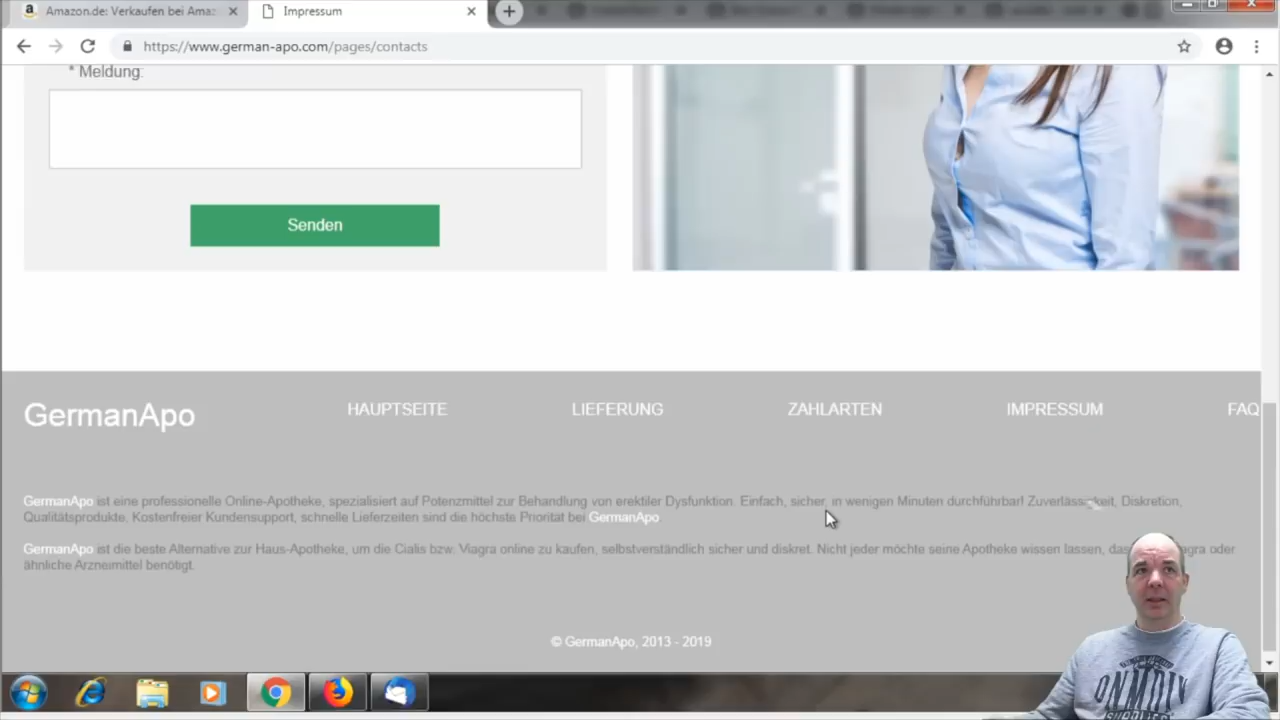 Amazon.de: Verkaufen bei Amaz
Impressum
https://www.german-apo.com/pages/contacts
* Meldung:
Senden
GermanApo
HAUPTSEITE
LIEFERUNG
ZAHLARTEN
IMPRESSUM
FAQ
GermanApo ist eine professionelle Online-Apotheke, spezialisiert auf Potenzmittel zur Behandlung von erektiler Dysfunktion. Einfach, sicher, in wenigen Minuten durchführbar! Zuverlässigkeit, Diskretion,
Qualitätsprodukte. Kostenfreier Kundensupport, schnelle Lieferzeiten sind die höchste Priorität bei GermanApo.
GermanApo ist die beste Alternative zur Haus-Apotheke, um die Cialis bzw. Viagra online zu kaufen, selbstverständlich sicher und diskret. Nicht jeder möchte seine Apotheke wissen lassen, oder
ähnliche Arzneimittel benötigt.
© GermanApo, 2013 - 2019
ONMDIV